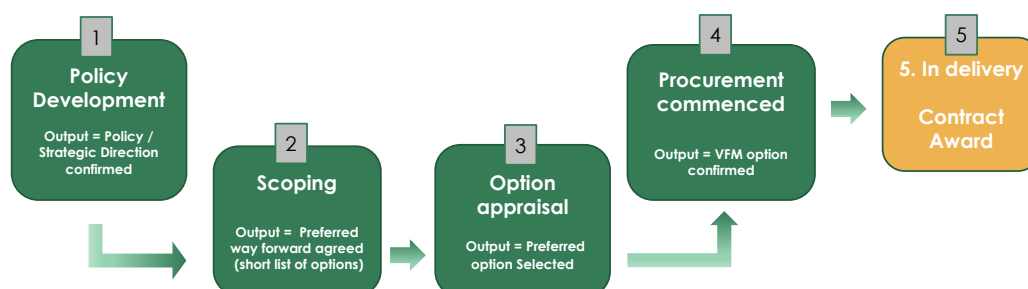 1
Policy
Development
Output = Policy /
Strategic Direction
confirmed
2
Scoping
Output =  Preferred
way forward agreed
(short list of options)
3
Option
appraisal
Output = Preferred
option Selected
4
Procurement
commenced
Output = VFM option
confirmed
5
5. In delivery
Contract
Award